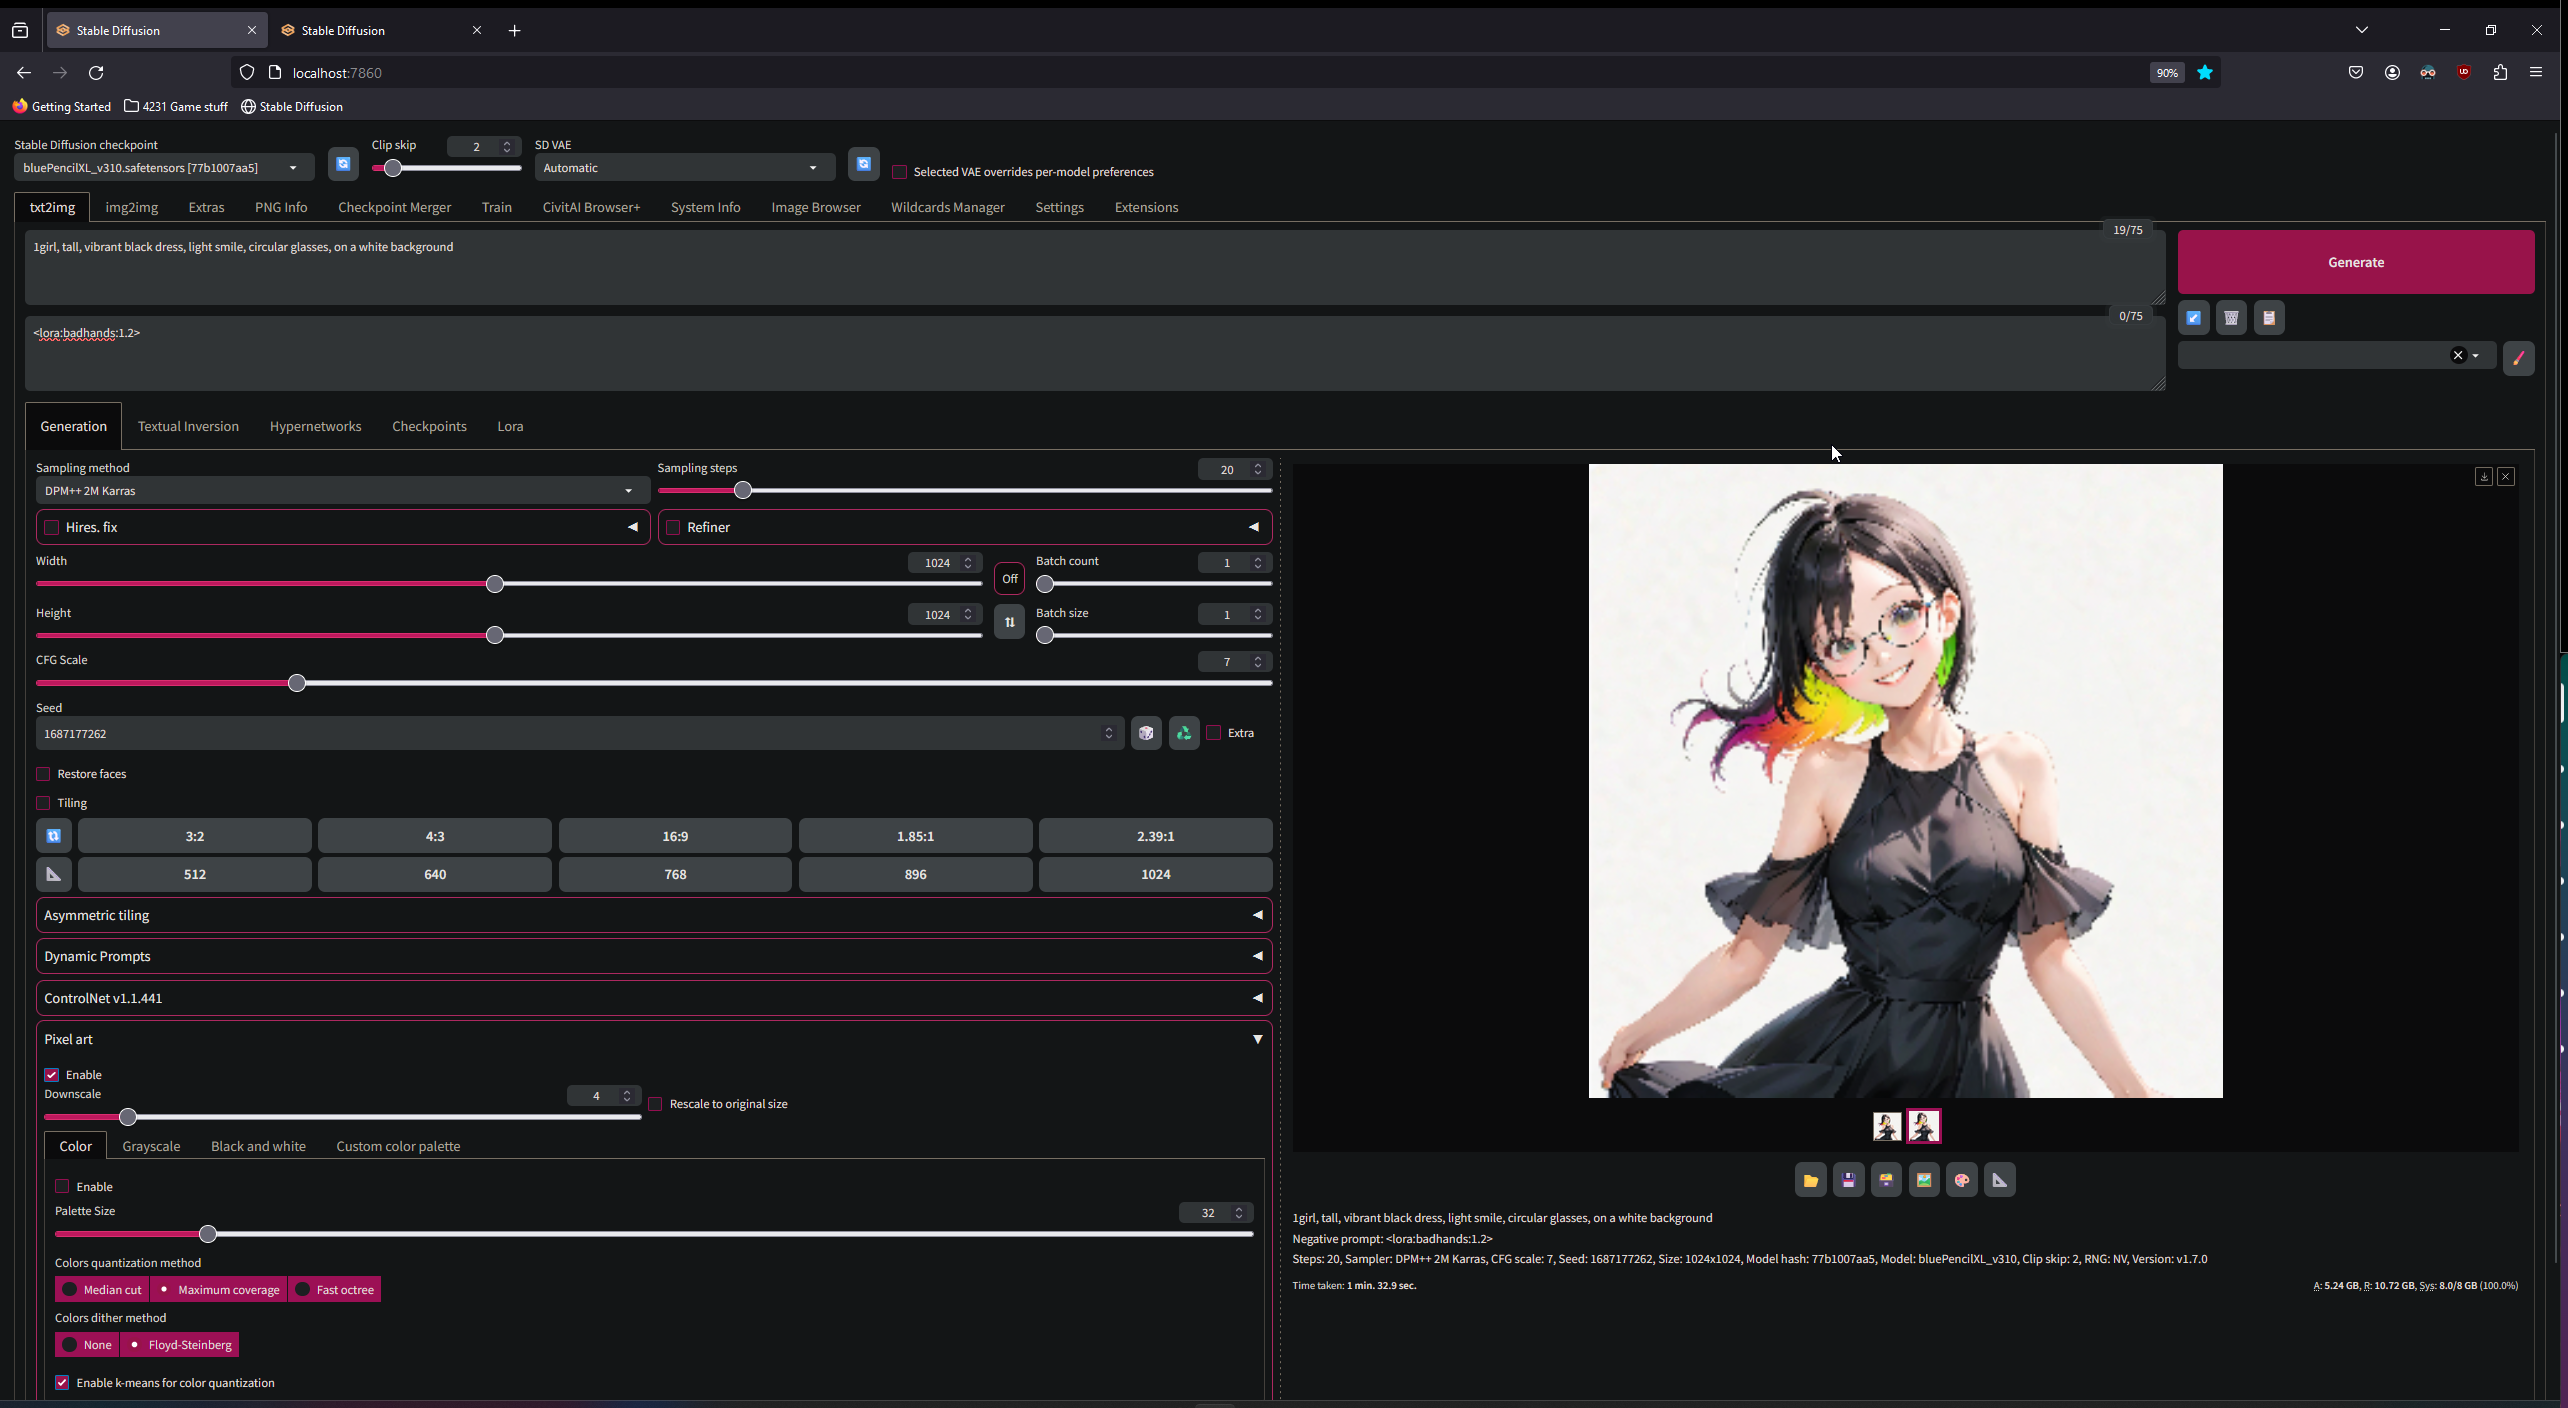 Stable Diffusion
Stable Diffusion
localhost:7860
90%
Getting Started
4231 Game stuff
Stable Diffusion
Stable Diffusion checkpoint
bluePencilXL_v310.safetensors [77b1007aa5]
Clip skip
2
SD VAE
Automatic
Selected VAE overrides per-model preferences
txt2img
img2img
Extras
PNG Info
Checkpoint Merger
Train
CivitAI Browser+
System Info
Image Browser
Wildcards Manager
Settings
Extensions
1girl, tall, vibrant black dress, light smile, circular glasses, on a white background
19/75
Generate
<lora:badhands:1.2>
0/75
Generation
Textual Inversion
Hypernetworks
Checkpoints
Lora
Sampling method
DPM++ 2M Karras
Sampling steps
20
Hires. fix
Refiner
Width
1024
Off
Batch count
1
Height
1024
Batch size
1
CFG Scale
7
Seed
1687177262
Extra
Restore faces
Tiling
3:2
4:3
16:9
1.85:1
2.39:1
512
640
768
896
1024
Asymmetric tiling
Dynamic Prompts
ControlNet v1.1.441
Pixel art
Enable
Downscale
4
Rescale to original size
Color
Grayscale
Black and white
Custom color palette
Enable
Palette Size
32
Colors quantization method
Median cut
Maximum coverage
Fast octree
Colors dither method
None
Floyd-Steinberg
Enable k-means for color quantization
1girl, tall, vibrant black dress, light smile, circular glasses, on a white background
Negative prompt: <lora:badhands:1.2>
Steps: 20, Sampler: DPM++ 2M Karras, CFG scale: 7, Seed: 1687177262, Size: 1024x1024, Model hash: 77b1007aa5, Model: bluePencilXL_v310, Clip skip: 2, RNG: NV, Version: v1.7.0
Time taken: 1 min. 32.9 sec.
A: 5.24 GB, R: 10.72 GB, Sys: 8.0/8 GB (100.0%)